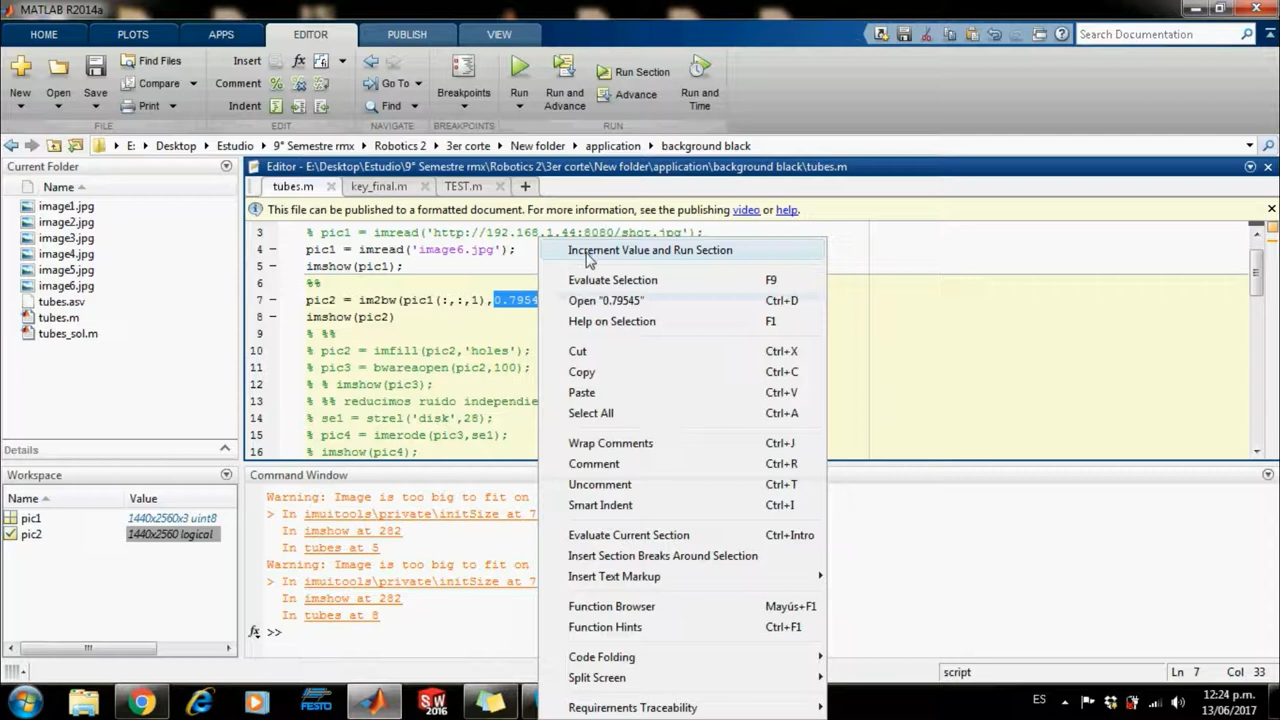 MATLAB R2014a
HOME
PLOTS
APPS
EDITOR
PUBLISH
VIEW
Search Documentation
New
Open
Save
Find Files
Compare
Print
FILE
Insert
fx
Comment
Indent
EDIT
Go To
Find
NAVIGATE
Breakpoints
BREAKPOINTS
Run
Run and Advance
Run Section
Advance
Run and Time
RUN
E: ▸ Desktop ▸ Estudio ▸ 9° Semestre rmx ▸ Robotics 2 ▸ 3er corte ▸ New folder ▸ application ▸ background black
Current Folder
Name
image1.jpg
image2.jpg
image3.jpg
image4.jpg
image5.jpg
image6.jpg
tubes.asv
tubes.m
tubes_sol.m
Details
Workspace
Name
Value
pic1
1440x2560x3 uint8
pic2
1440x2560 logical
Editor - E:\Desktop\Estudio\9° Semestre rmx\Robotics 2\3er corte\New folder\application\background black\tubes.m
tubes.m
key_final.m
TEST.m
This file can be published to a formatted document. For more information, see the publishing video or help.
3 % pic1 = imread('http://192.168.1.44:8080/shot.jpg');
4 − pic1 = imread('image6.jpg');
5 − imshow(pic1);
6 %%
7 − pic2 = im2bw(pic1(:,:,1),0.7954
8 − imshow(pic2)
9 % %%
10 % pic2 = imfill(pic2,'holes');
11 % pic3 = bwareaopen(pic2,100);
12 % % imshow(pic3);
13 % %% reducimos ruido independie
14 % se1 = strel('disk',28);
15 % pic4 = imerode(pic3,se1);
16 % imshow(pic4);
Command Window
Warning: Image is too big to fit on
> In imuitools\private\initSize at 7
In imshow at 282
In tubes at 5
Warning: Image is too big to fit on
> In imuitools\private\initSize at 7
In imshow at 282
In tubes at 8
fx >>
Increment Value and Run Section
Evaluate Selection F9
Open "0.79545" Ctrl+D
Help on Selection F1
Cut Ctrl+X
Copy Ctrl+C
Paste Ctrl+V
Select All Ctrl+A
Wrap Comments Ctrl+J
Comment Ctrl+R
Uncomment Ctrl+T
Smart Indent Ctrl+I
Evaluate Current Section Ctrl+Intro
Insert Section Breaks Around Selection
Insert Text Markup
Function Browser Mayús+F1
Function Hints Ctrl+F1
Code Folding
Split Screen
Requirements Traceability
script
Ln 7 Col 33
FESTO
SW
2016
ES
12:24 p.m.
13/06/2017